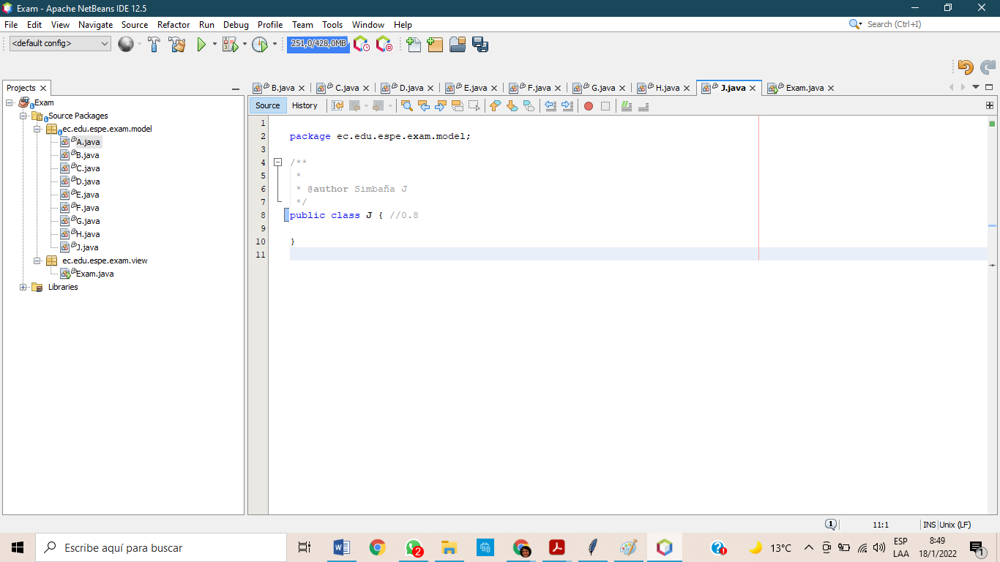 Exam - Apache NetBeans IDE 12.5
File Edit View Navigate Source Refactor Run Debug Profile Team Tools Window Help
Search (Ctrl+I)
<default config>
251,0/428,0MB
Projects
B.java C.java D.java E.java F.java G.java H.java J.java Exam.java
Source History
Exam
Source Packages
ec.edu.espe.exam.model
A.java
B.java
C.java
D.java
E.java
F.java
G.java
H.java
J.java
ec.edu.espe.exam.view
Exam.java
Libraries
1
2 package ec.edu.espe.exam.model;
3
4 /**
5 *
6 * @author Simbaña J
7 */
8 public class J { //0.8
9
10 }
11
1 11:1 INS Unix (LF)
Escribe aquí para buscar
2
13°C
ESP
LAA
8:49
18/1/2022
1